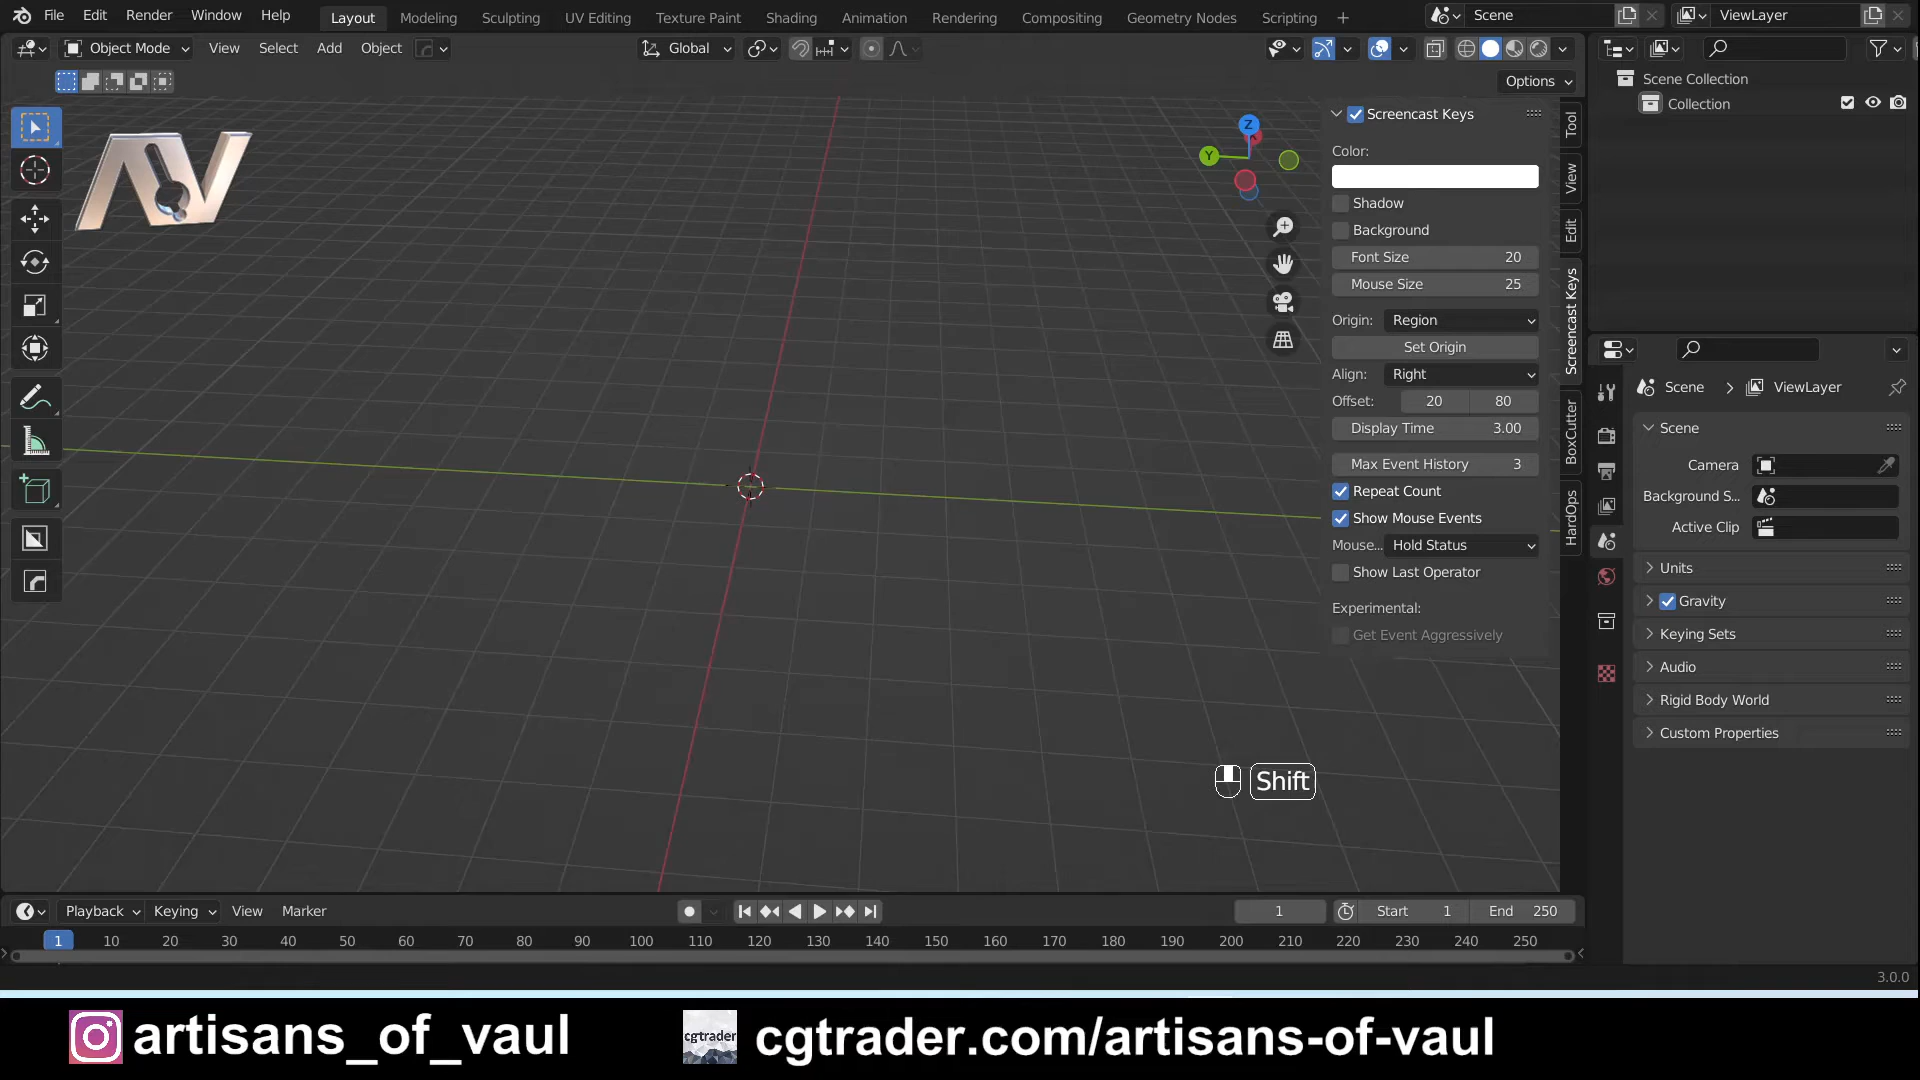 File Edit Render Window Help Layout Modeling Sculpting UV Editing Texture Paint Shading Animation Rendering Compositing Geometry Nodes Scripting + Scene ViewLayer
Object Mode View Select Add Object Global
Options
Scene Collection
Collection
AV
Screencast Keys
Color:
Shadow
Background
Font Size 20
Mouse Size 25
Origin: Region
Set Origin
Align: Right
Offset: 20 80
Display Time 3.00
Max Event History 3
Repeat Count
Show Mouse Events
Mouse... Hold Status
Show Last Operator
Experimental:
Get Event Aggressively
Z
Y
Tool
View
Edit
Screencast Keys
BoxCutter
HardOps
Scene > ViewLayer
Scene
Camera
Background S...
Active Clip
Units
Gravity
Keying Sets
Audio
Rigid Body World
Custom Properties
Shift
Playback Keying View Marker 1 Start 1 End 250
1 10 20 30 40 50 60 70 80 90 100 110 120 130 140 150 160 170 180 190 200 210 220 230 240 250
3.0.0
artisans_of_vaul
cgtrader
cgtrader.com/artisans-of-vaul